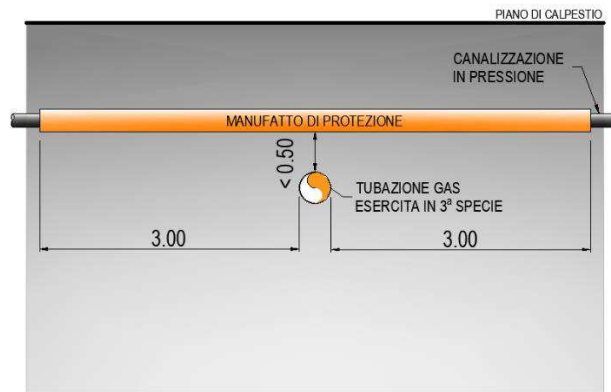 PIANO DI CALPESTIO
CANALIZZAZIONE
IN PRESSIONE
MANUFATTO DI PROTEZIONE
< 0.50
TUBAZIONE GAS
ESERCITA IN 3ª SPECIE
3.00
3.00